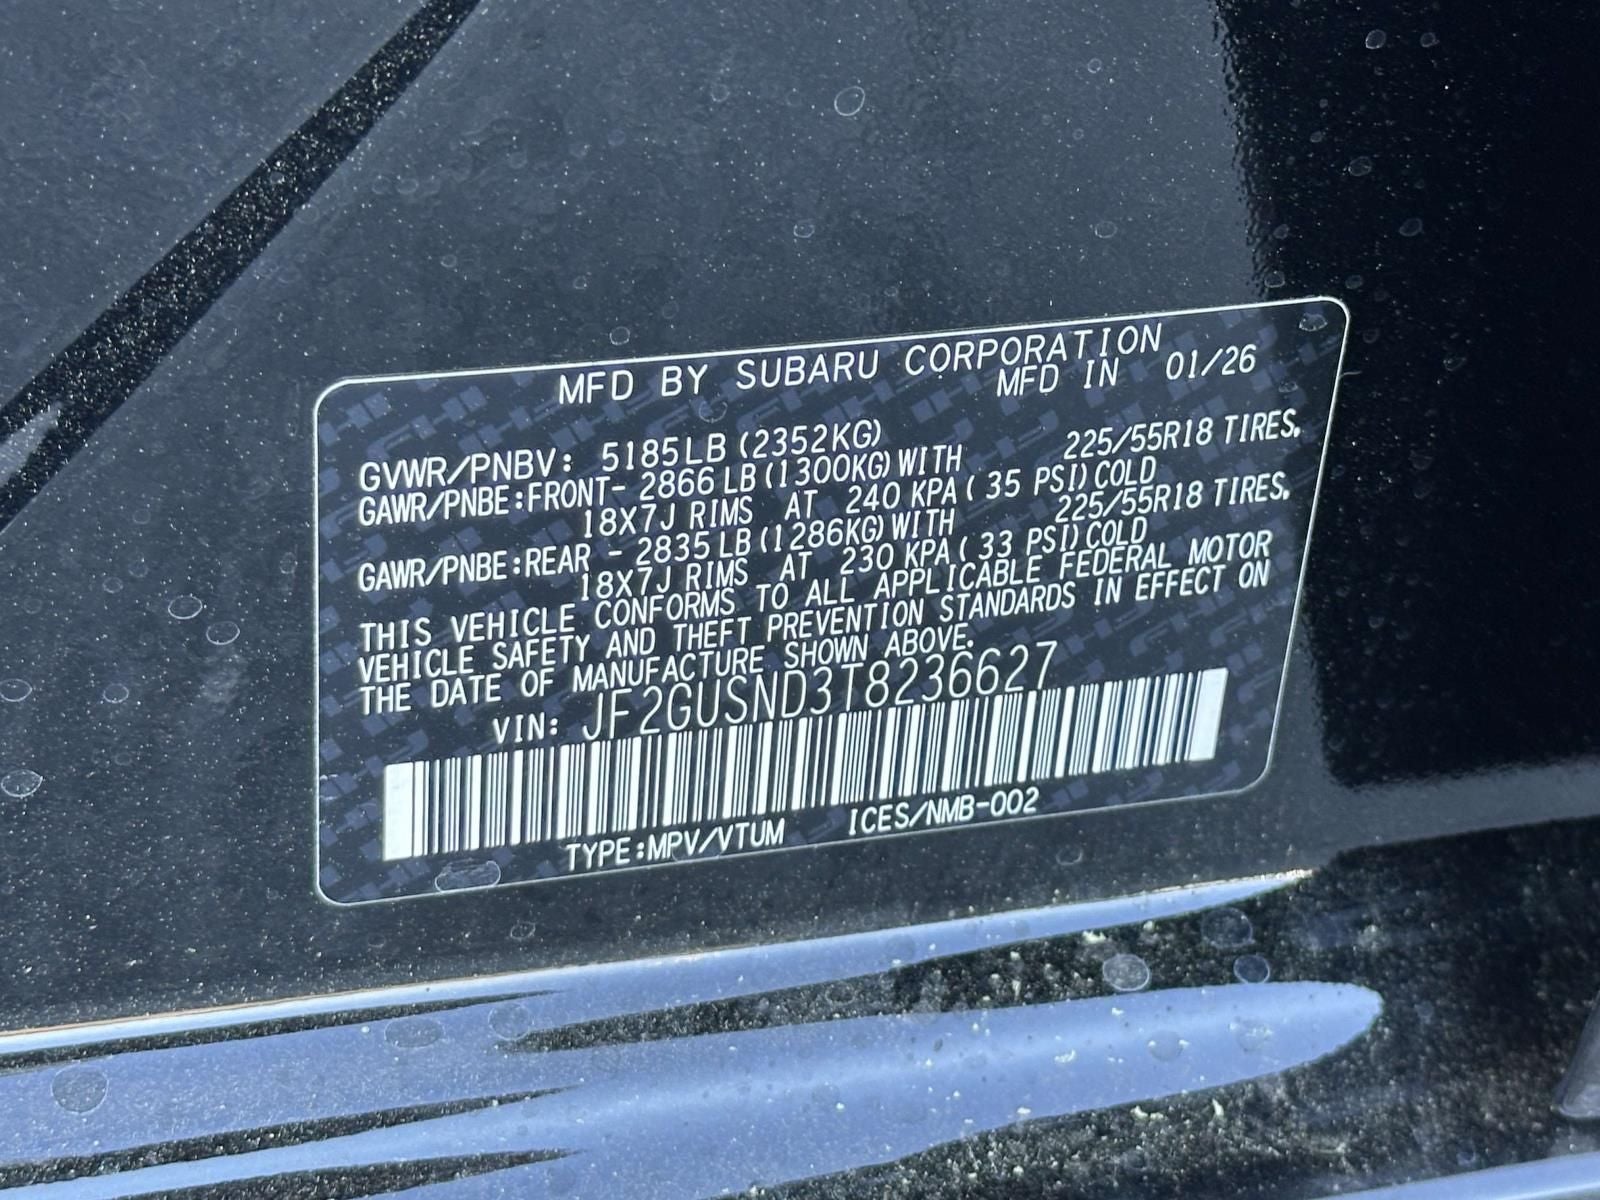 MFD BY SUBARU CORPORATION
MFD IN 01/26
GVWR/PNBV: 5185LB (2352KG)
GAWR/PNBE:FRONT- 2866 LB(1300KG)WITH 225/55R18 TIRES,
18X7J RIMS AT 240 KPA( 35 PSI)COLD
GAWR/PNBE:REAR - 2835LB(1286KG)WITH 225/55R18 TIRES,
18X7J RIMS AT 230 KPA( 33 PSI)COLD
THIS VEHICLE CONFORMS TO ALL APPLICABLE FEDERAL MOTOR
VEHICLE SAFETY AND THEFT PREVENTION STANDARDS IN EFFECT ON
THE DATE OF MANUFACTURE SHOWN ABOVE.
VIN: JF2GUSND3T8236627
TYPE:MPV/VTUM ICES/NMB-002